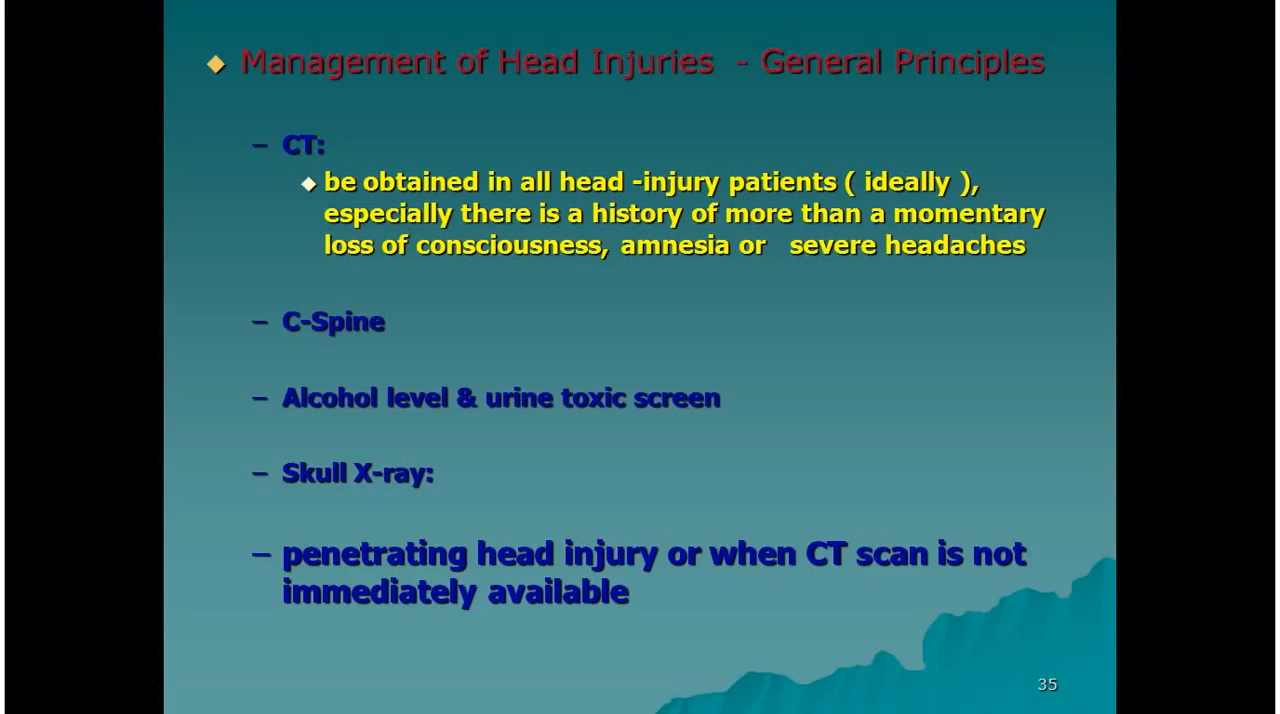 Management of Head Injuries - General Principles
– CT:
be obtained in all head -injury patients ( ideally ),
especially there is a history of more than a momentary
loss of consciousness, amnesia or severe headaches
– C-Spine
– Alcohol level & urine toxic screen
– Skull X-ray:
– penetrating head injury or when CT scan is not
immediately available
35